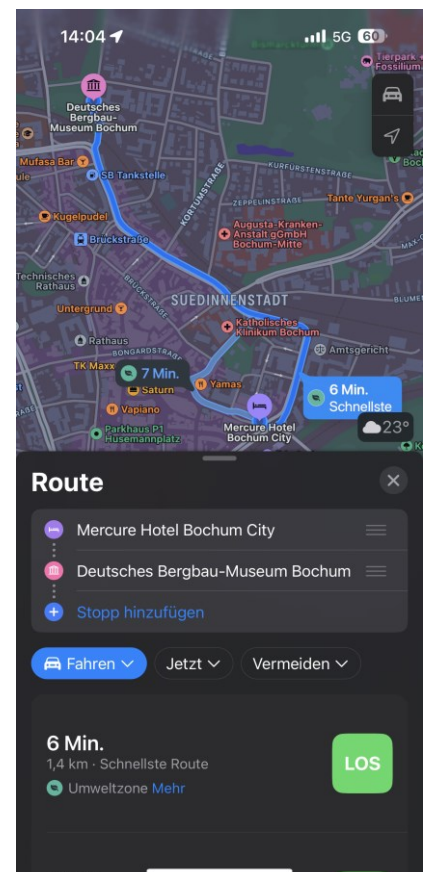 14:04
5G 60
Bismarckturm
Tierpark +
Fossilium
Deutsches
Bergbau-
Museum Bochum
Mufasa Bar
SB Tankstelle
KORTUMSTRAßE
KURFÜRSTENSTRAßE
ZEPPELINSTRAßE
Tante Yurgan's
Kugelpudel
Brückstraße
Augusta-Kranken-
Anstalt gGmbH
Bochum-Mitte
Technisches
Rathaus
BRÜCKSTRAßE
SUEDINNENSTADT
Untergrund
Katholisches
Klinikum Bochum
Rathaus
BONGARDSTRAßE
Amtsgericht
TK Maxx
7 Min.
Saturn
Yamas
6 Min.
Schnellste
Vapiano
Mercure Hotel
Bochum City
23°
Parkhaus P1
Husemannplatz
Route
Mercure Hotel Bochum City
Deutsches Bergbau-Museum Bochum
Stopp hinzufügen
Fahren
Jetzt
Vermeiden
6 Min.
1,4 km · Schnellste Route
LOS
Umweltzone Mehr